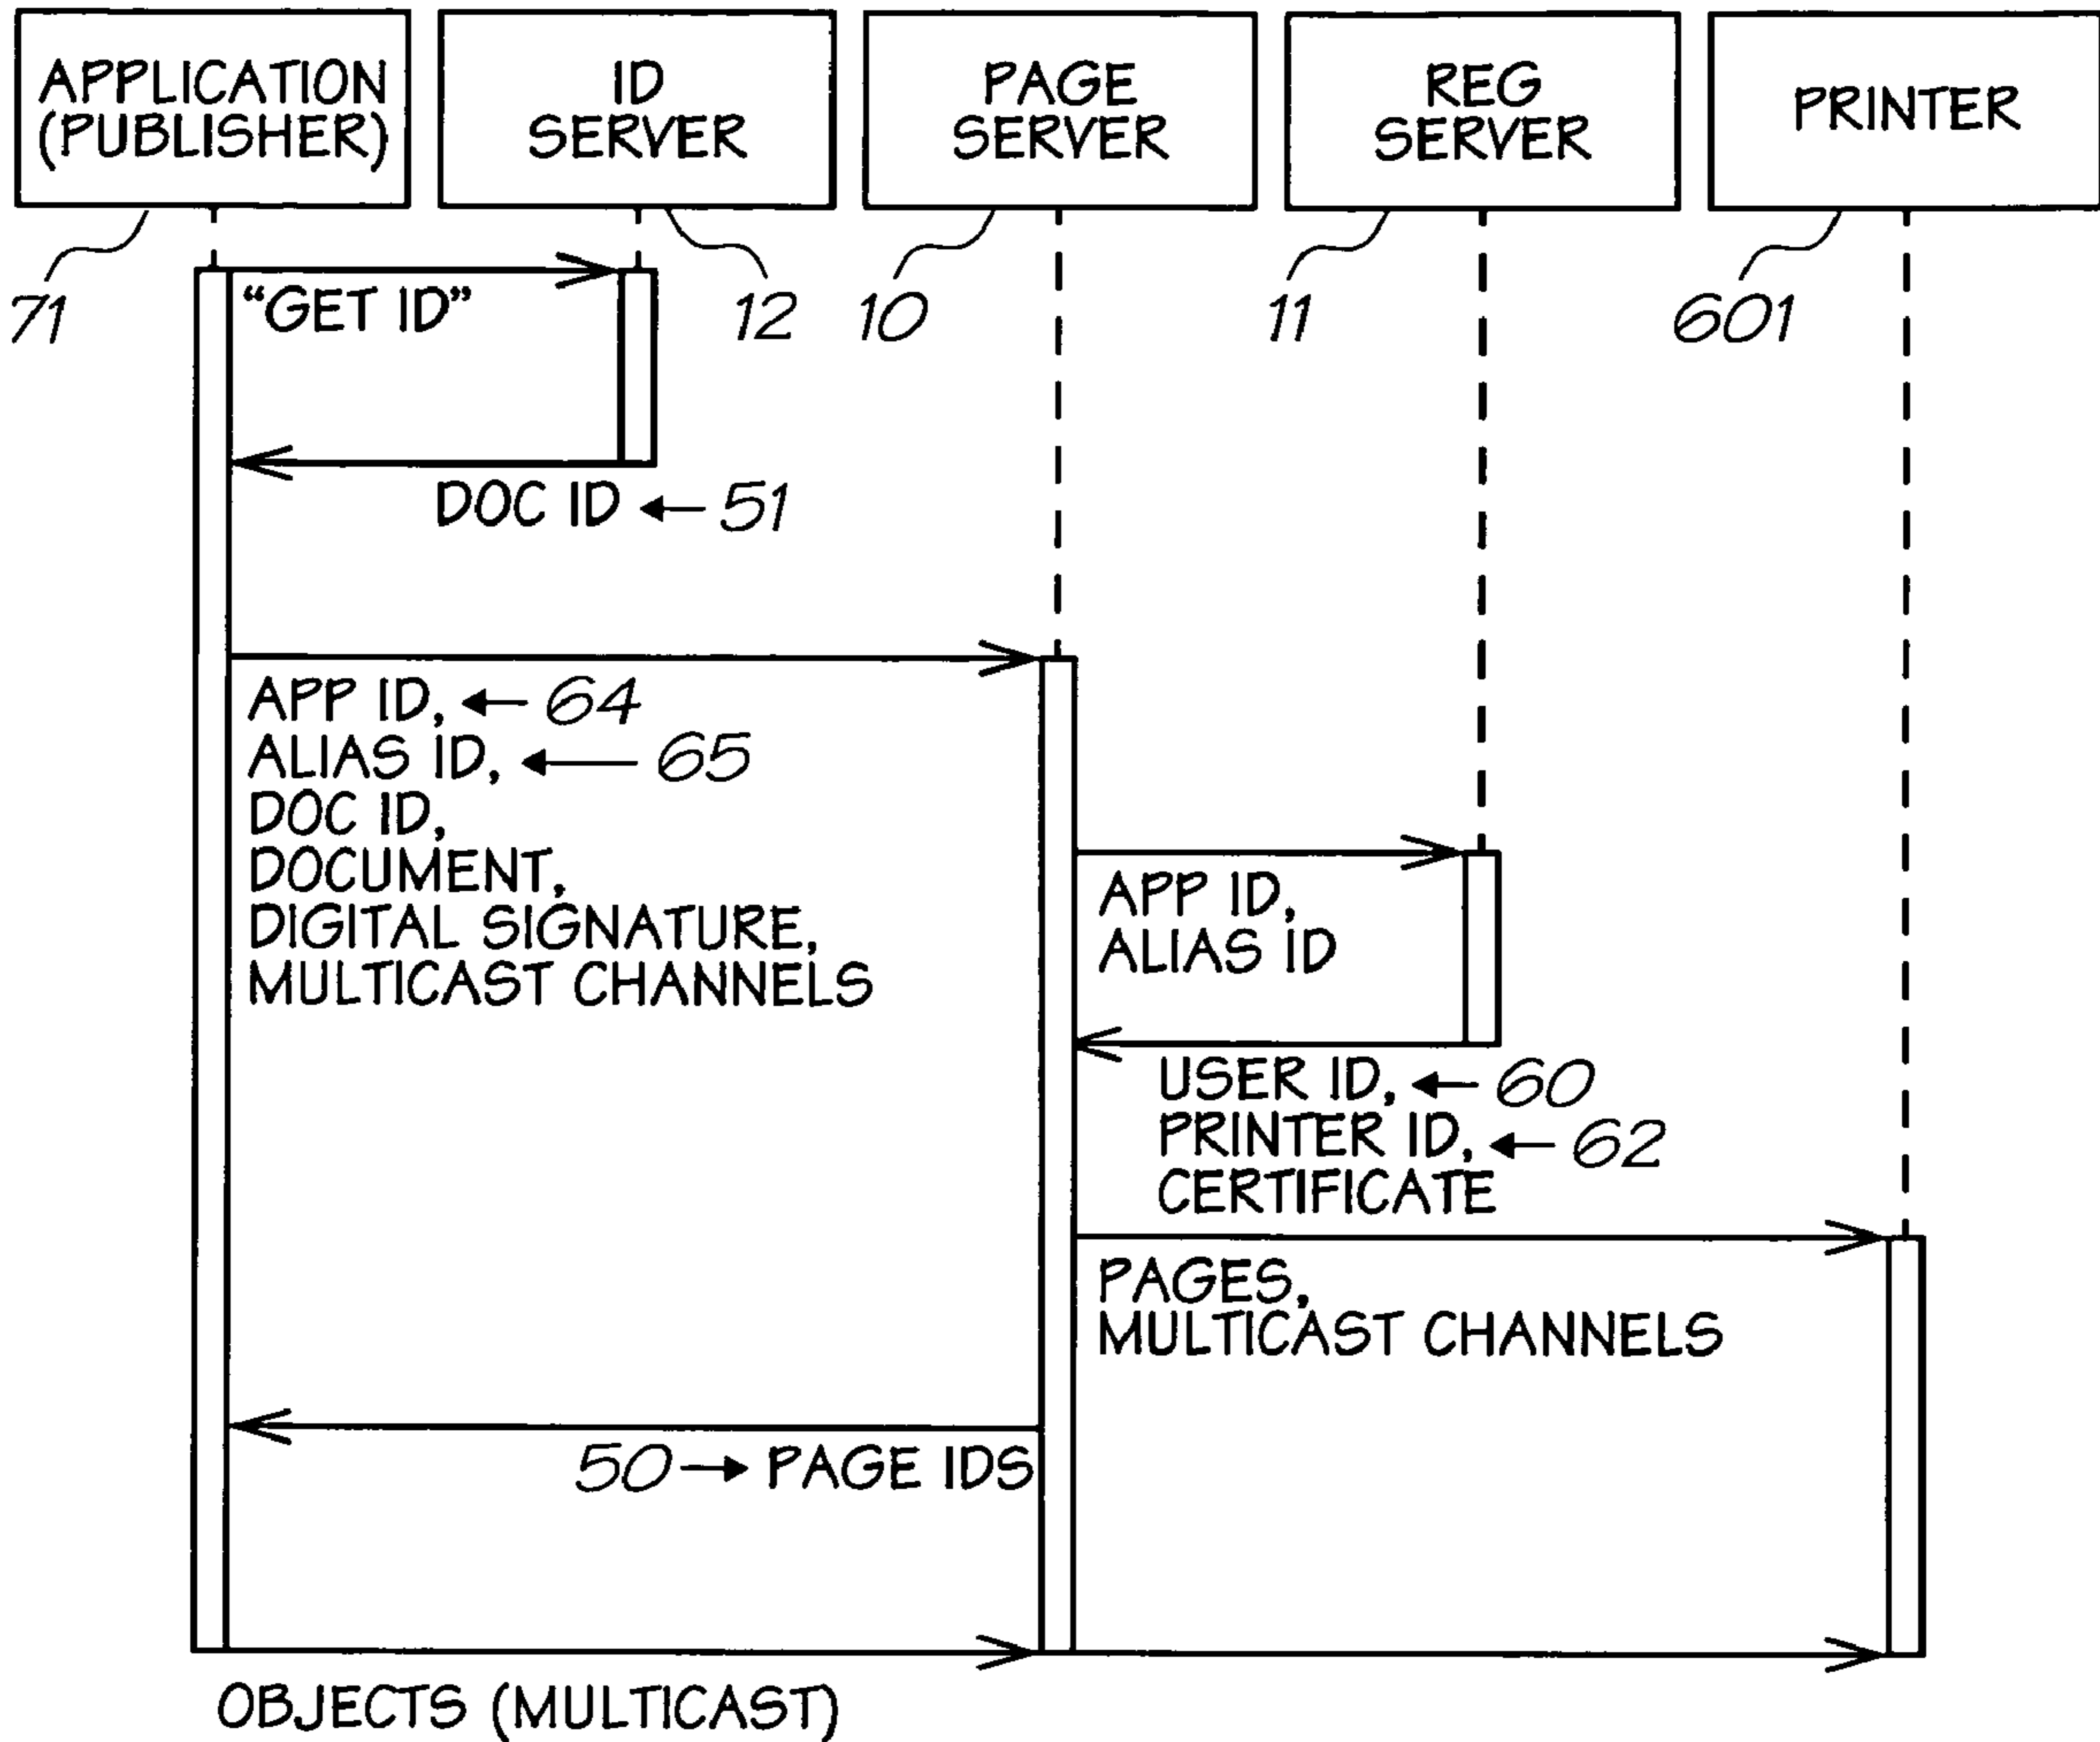 APPLICATION
(PUBLISHER)
ID
SERVER
PAGE
SERVER
REG
SERVER
PRINTER
71
12
10
11
601
"GET ID"
DOC ID 51
APP ID, 64
ALIAS ID, 65
DOC ID,
DOCUMENT,
DIGITAL SIGNATURE,
MULTICAST CHANNELS
APP ID,
ALIAS ID
USER ID, 60
PRINTER ID, 62
CERTIFICATE
PAGES,
MULTICAST CHANNELS
50 PAGE IDS
OBJECTS (MULTICAST)